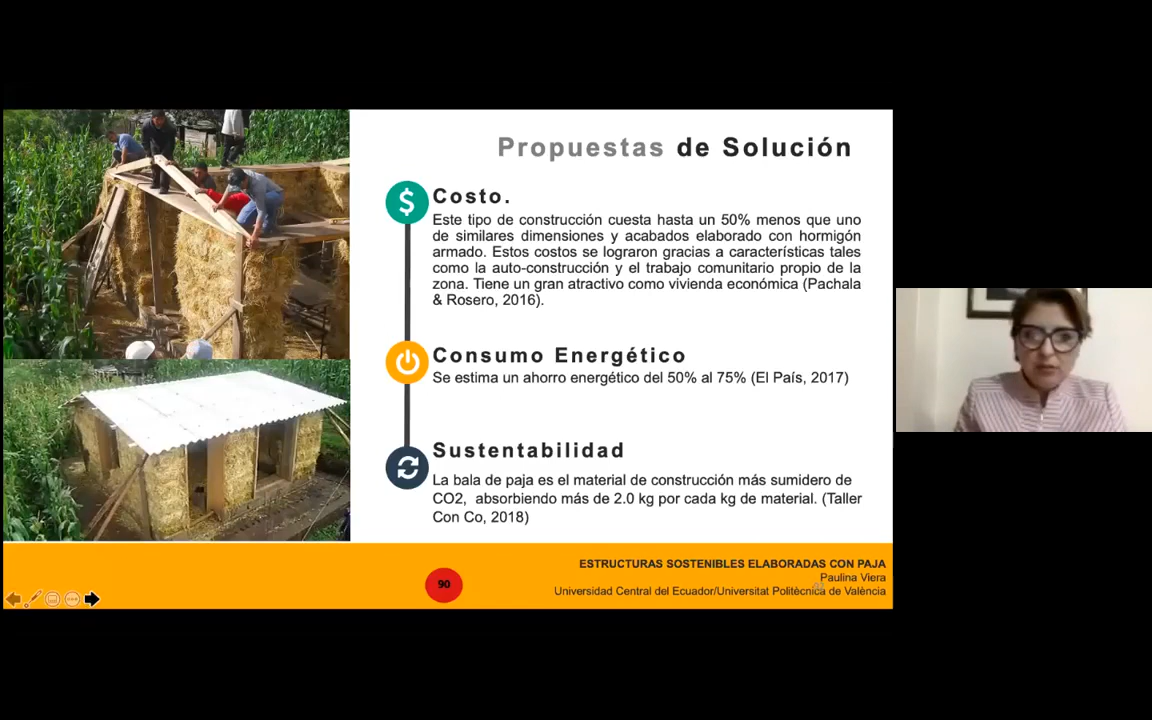 Propuestas de Solución
$
Costo.
Este tipo de construcción cuesta hasta un 50% menos que uno
de similares dimensiones y acabados elaborado con hormigón
armado. Estos costos se lograron gracias a características tales
como la auto-construcción y el trabajo comunitario propio de la
zona. Tiene un gran atractivo como vivienda económica (Pachala
& Rosero, 2016).
Consumo Energético
Se estima un ahorro energético del 50% al 75% (El País, 2017)
Sustentabilidad
La bala de paja es el material de construcción más sumidero de
CO2, absorbiendo más de 2.0 kg por cada kg de material. (Taller
Con Co, 2018)
90
ESTRUCTURAS SOSTENIBLES ELABORADAS CON PAJA
Paulina Viera
Universidad Central del Ecuador/Universitat Politècnica de València